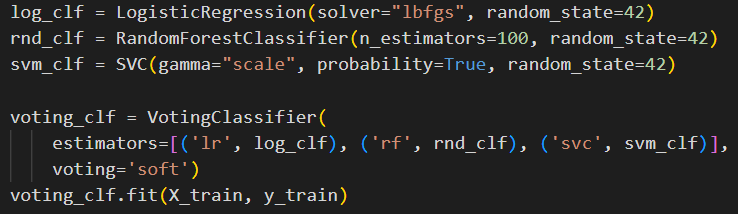 log_clf = LogisticRegression(solver="lbfgs", random_state=42)
rnd_clf = RandomForestClassifier(n_estimators=100, random_state=42)
svm_clf = SVC(gamma="scale", probability=True, random_state=42)

voting_clf = VotingClassifier(
    estimators=[('lr', log_clf), ('rf', rnd_clf), ('svc', svm_clf)],
    voting='soft')
voting_clf.fit(X_train, y_train)